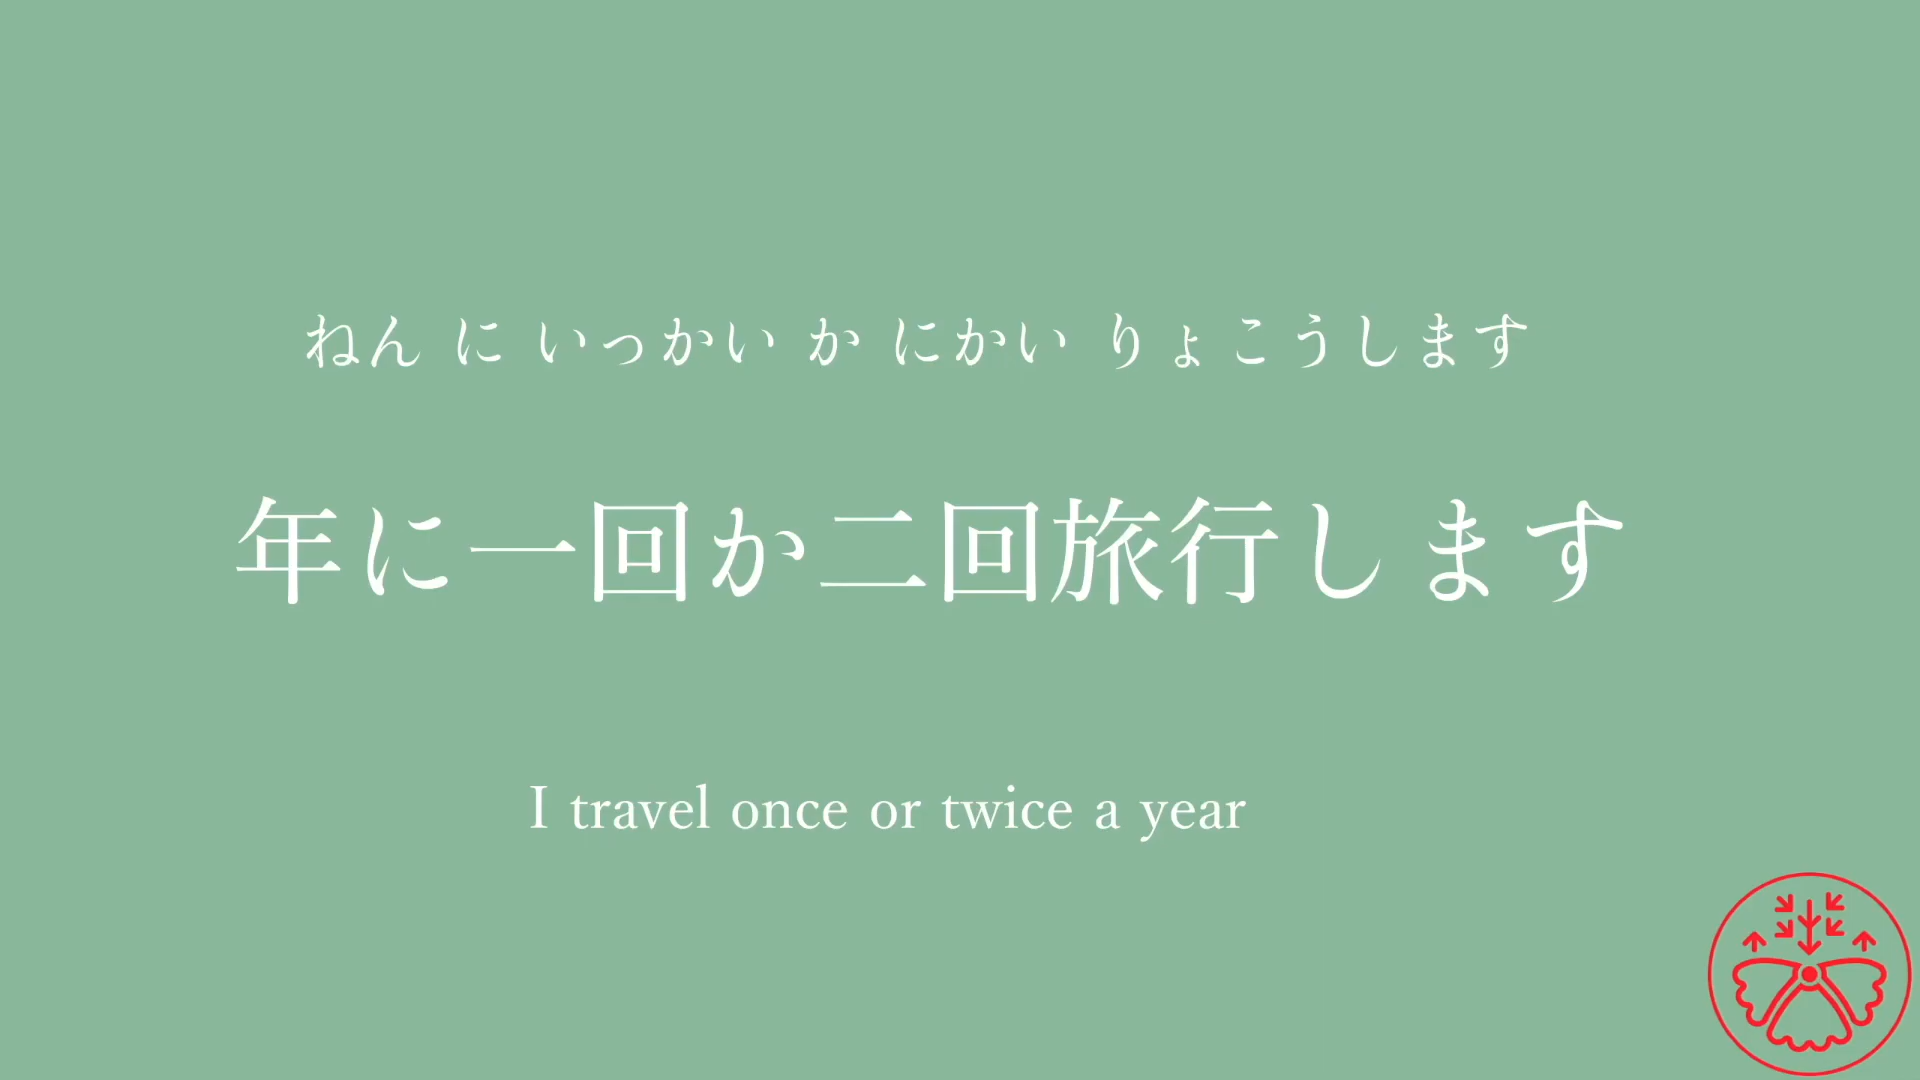 ねん に いっかい か にかい りょこうします
年に一回か二回旅行します
I travel once or twice a year